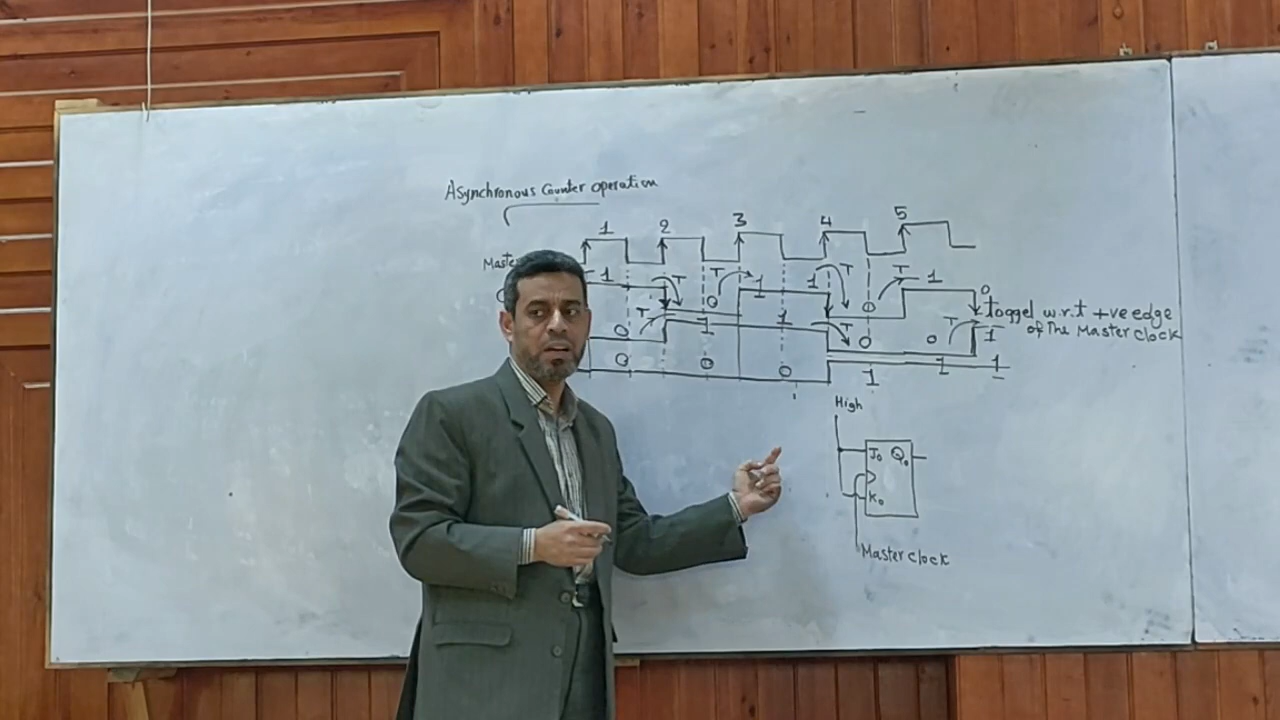 Asynchronous Counter operation
1 2 3 4 5
1 T T 1 1 T T 1 0
0
T 1 1 T 0 0 T 1
0
0 0 0 1 1 1
toggel w.r.t +ve edge
of The Master Clock
High
J0 Q0
K0
Master clock